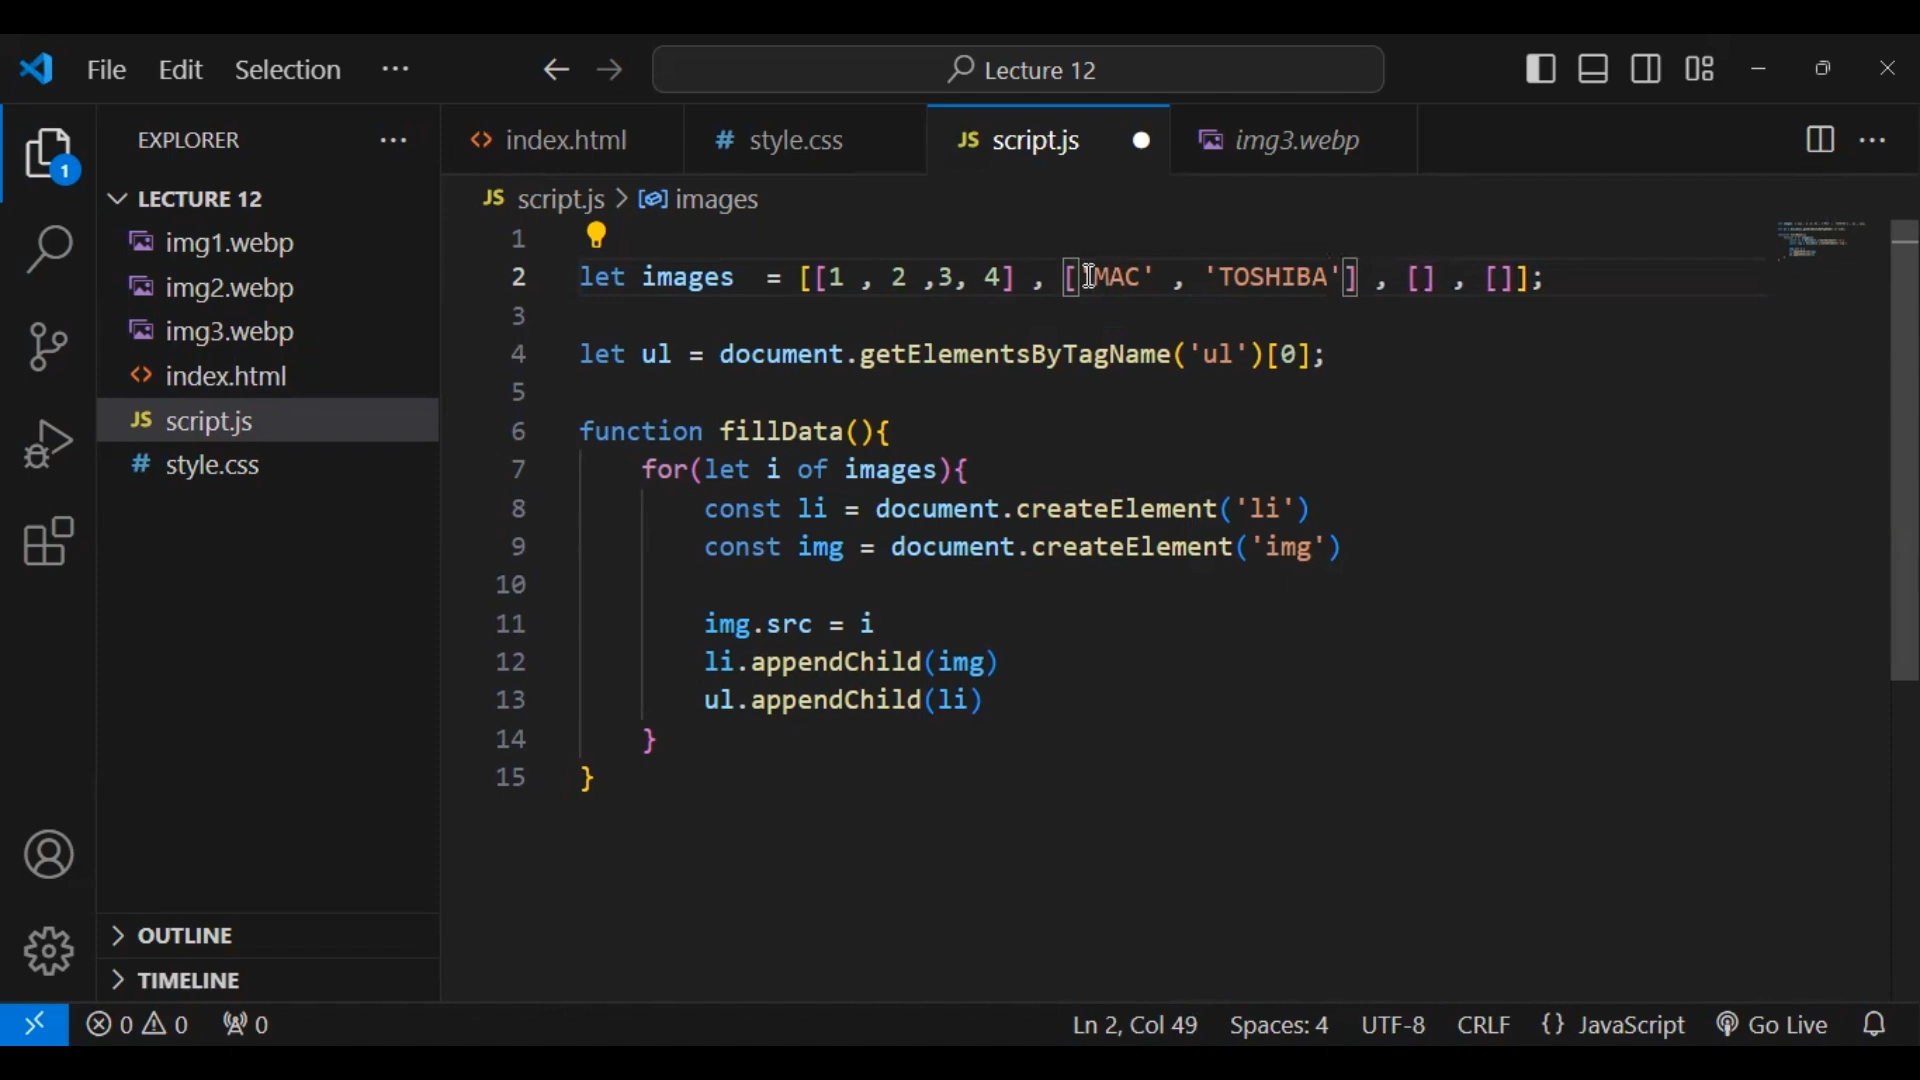 File Edit Selection ··· Lecture 12
EXPLORER ···
index.html
# style.css
JS script.js
img3.webp
1
LECTURE 12
img1.webp
img2.webp
img3.webp
index.html
JS script.js
# style.css
OUTLINE
TIMELINE
JS script.js > images
1
2 let images  = [[1 , 2 ,3, 4] , ['MAC' , 'TOSHIBA'] , [] , []];
3
4 let ul = document.getElementsByTagName('ul')[0];
5
6 function fillData(){
7     for(let i of images){
8         const li = document.createElement('li')
9         const img = document.createElement('img')
10
11         img.src = i
12         li.appendChild(img)
13         ul.appendChild(li)
14     }
15 }
0 0 0 Ln 2, Col 49 Spaces: 4 UTF-8 CRLF {} JavaScript Go Live